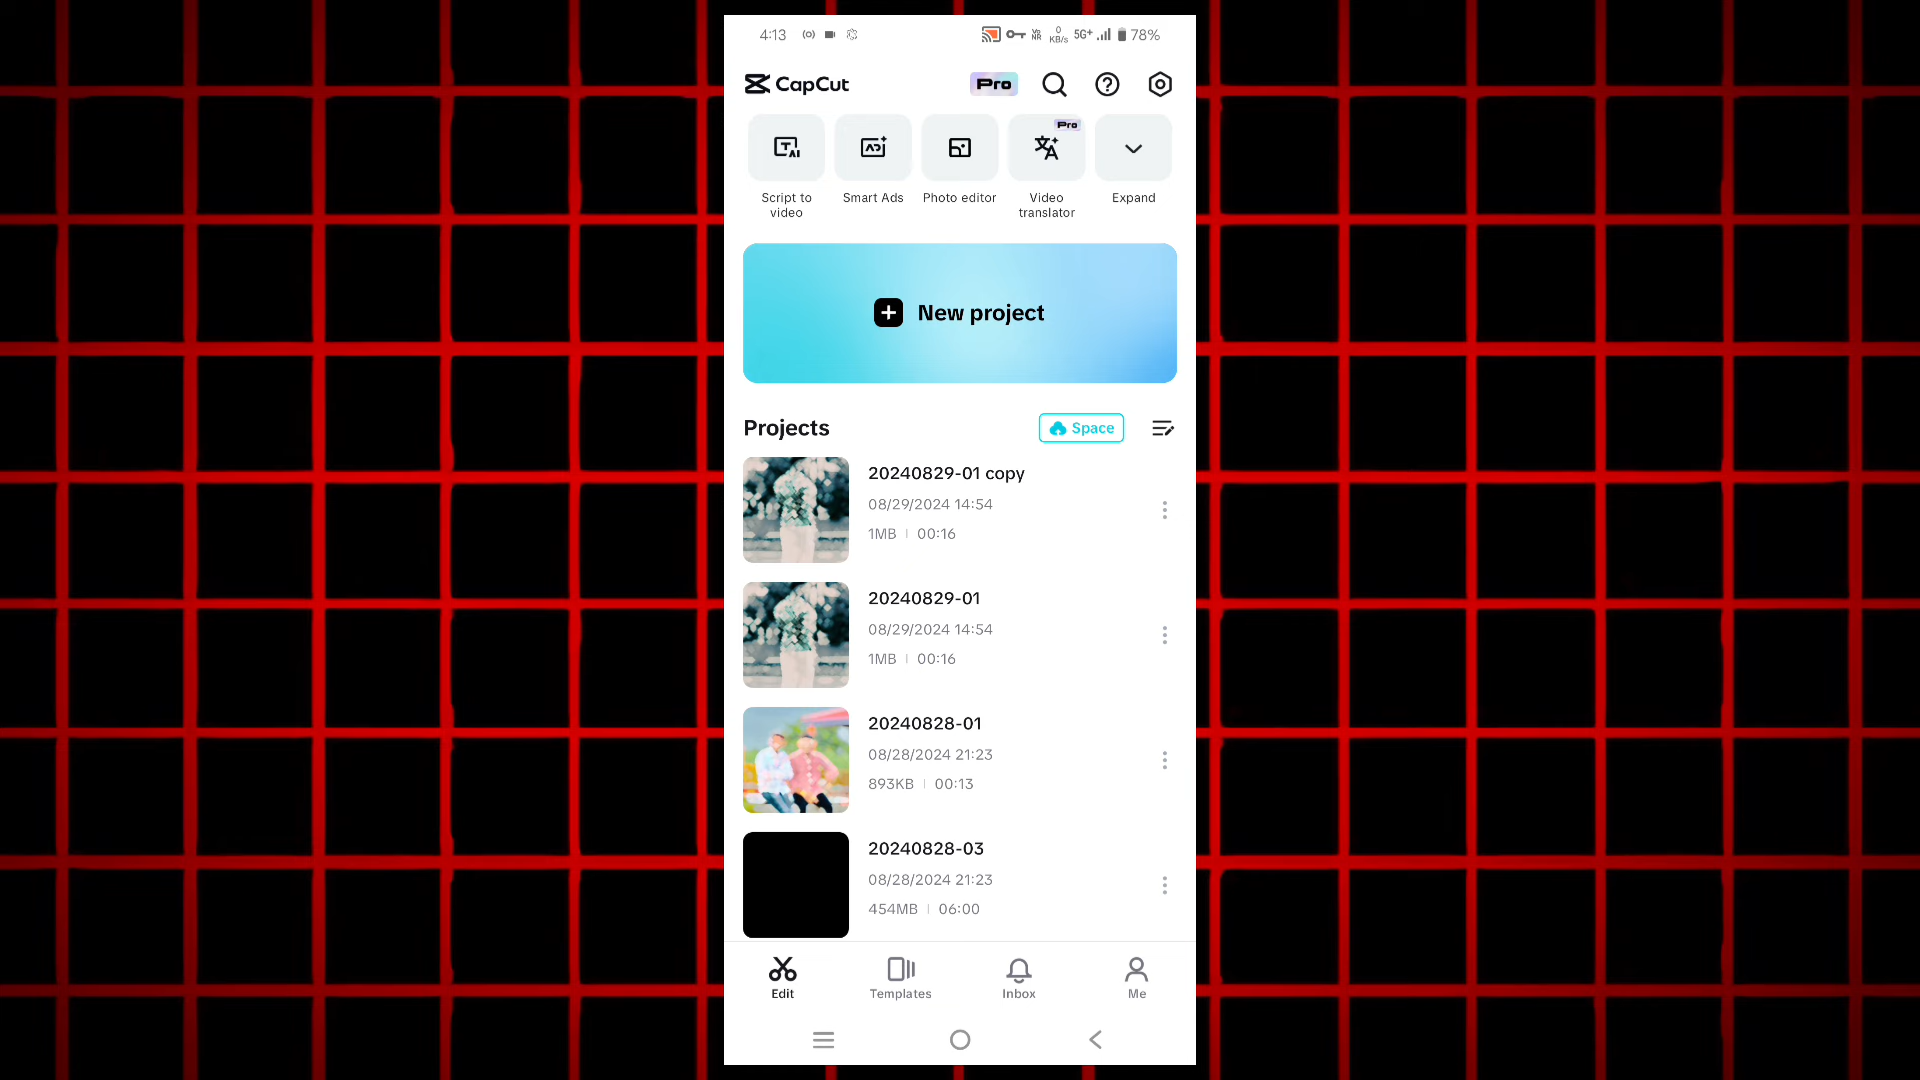 4:13
0 KB/s 5G+ 78%
CapCut
Pro
Pro
Script to video
Smart Ads
Photo editor
Video translator
Expand
New project
Projects
Space
20240829-01 copy
08/29/2024 14:54
1MB | 00:16
20240829-01
08/29/2024 14:54
1MB | 00:16
20240828-01
08/28/2024 21:23
893KB | 00:13
20240828-03
08/28/2024 21:23
454MB | 06:00
Edit
Templates
Inbox
Me